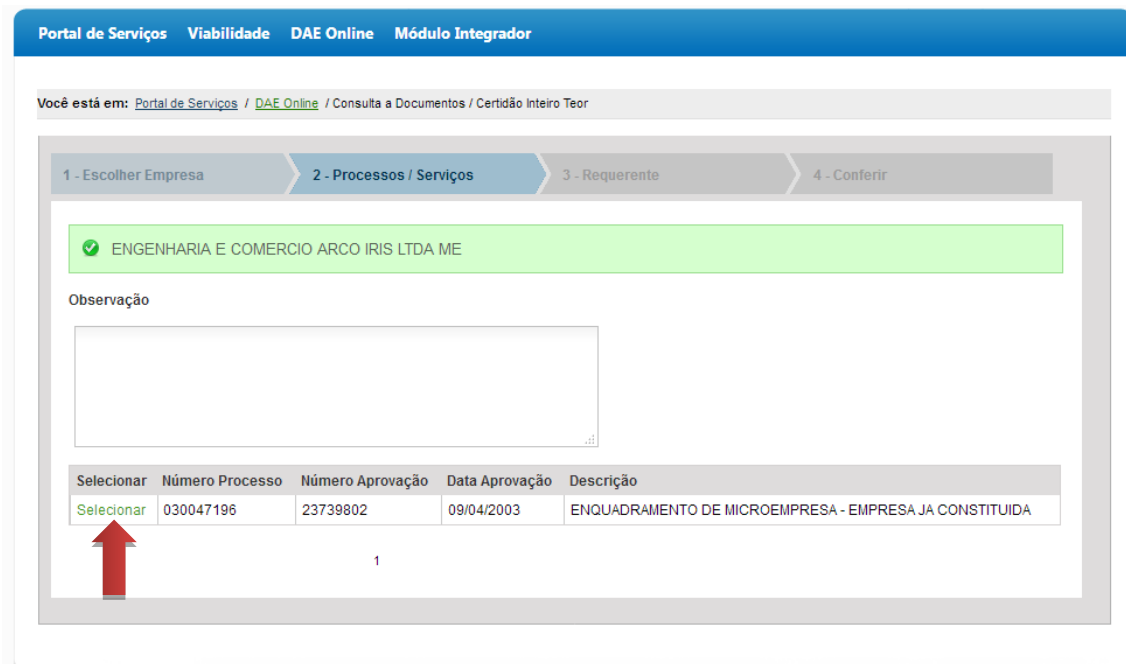 Portal de Serviços Viabilidade DAE Online Módulo Integrador
Você está em: Portal de Serviços / DAE Online / Consulta a Documentos / Certidão Inteiro Teor
1 - Escolher Empresa 2 - Processos / Serviços 3 - Requerente 4 - Conferir
ENGENHARIA E COMERCIO ARCO IRIS LTDA ME
Observação
Selecionar Número Processo Número Aprovação Data Aprovação Descrição
Selecionar 030047196 23739802 09/04/2003 ENQUADRAMENTO DE MICROEMPRESA - EMPRESA JA CONSTITUIDA
1